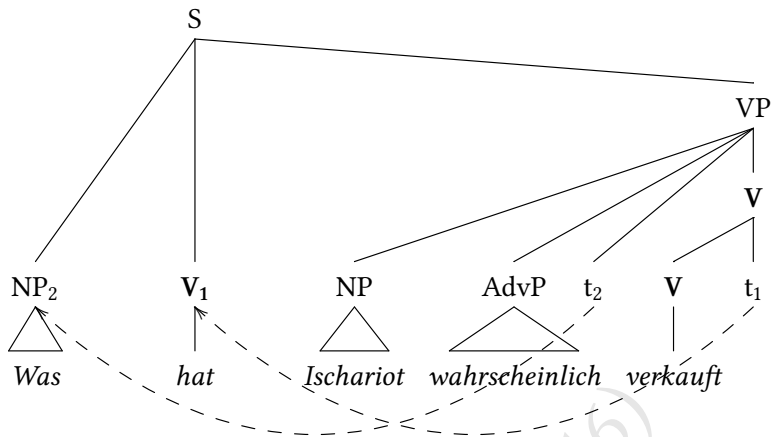 S
VP
V
NP₂ V₁ NP AdvP t₂ V t₁
Was hat Ischariot wahrscheinlich verkauft